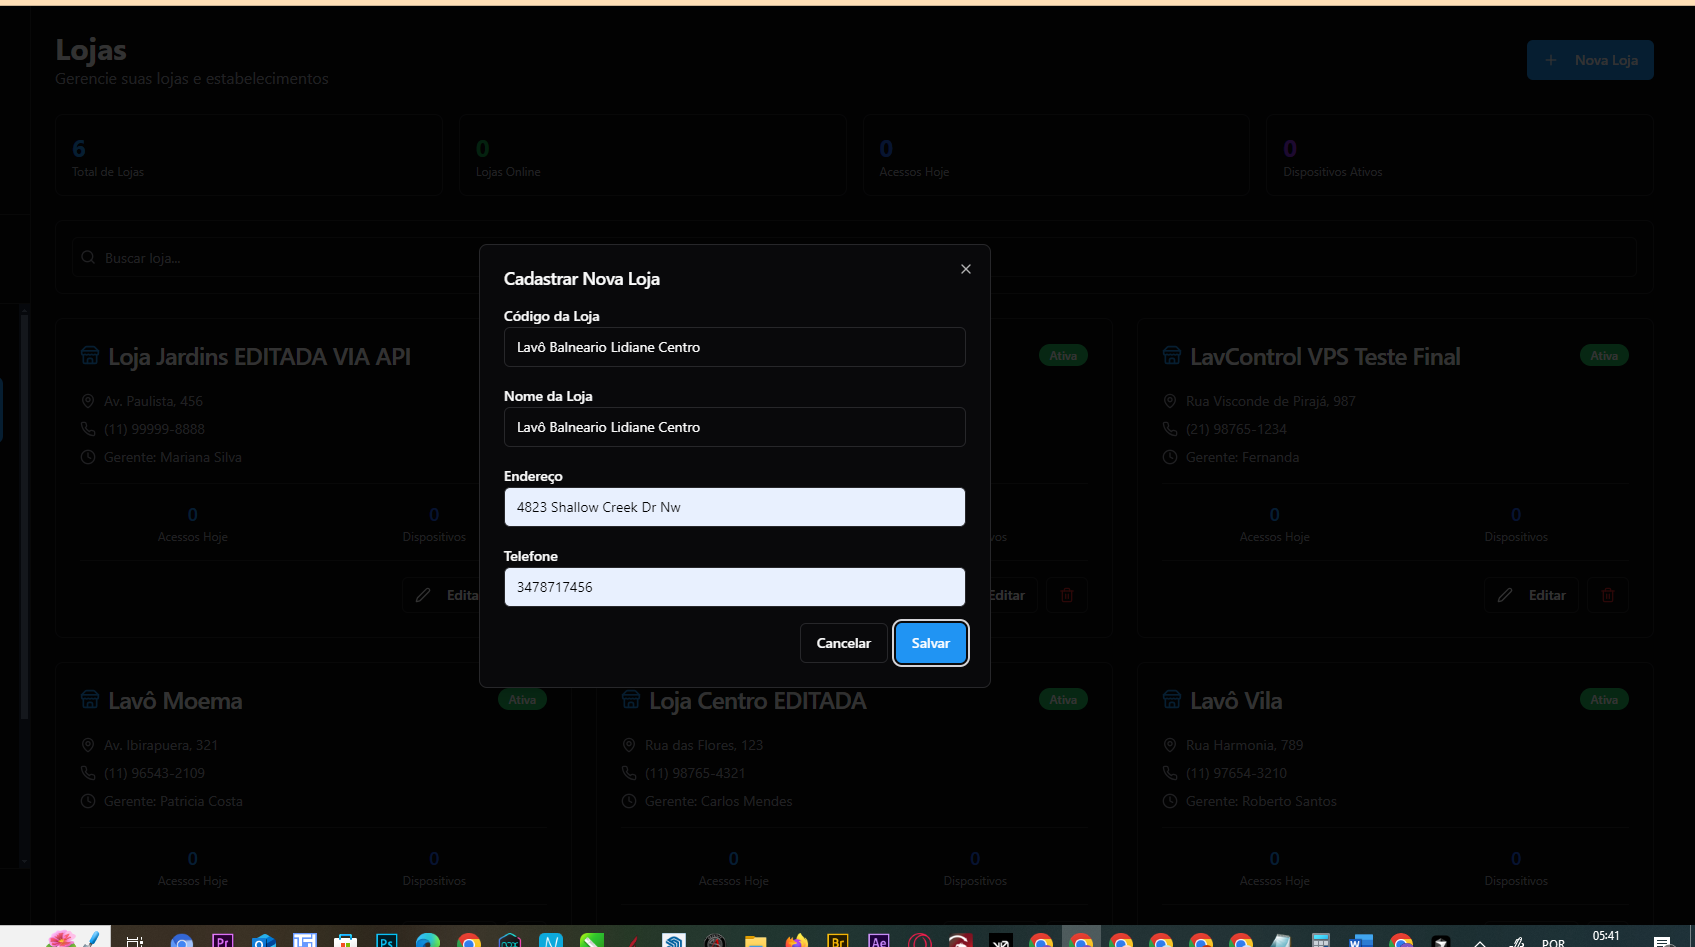 Lojas
Gerencie suas lojas e estabelecimentos
+ Nova Loja
6
Total de Lojas
0
Lojas Online
0
Acessos Hoje
0
Dispositivos Ativos
Buscar loja...
Cadastrar Nova Loja
Código da Loja
Lavô Balneario Lidiane Centro
Nome da Loja
Lavô Balneario Lidiane Centro
Endereço
4823 Shallow Creek Dr Nw
Telefone
3478717456
Cancelar
Salvar
Loja Jardins EDITADA VIA API
Av. Paulista, 456
(11) 99999-8888
Gerente: Mariana Silva
0
Acessos Hoje
0
Dispositivos
Edita
Ativa
vos
Editar
LavControl VPS Teste Final
Ativa
Rua Visconde de Pirajá, 987
(21) 98765-1234
Gerente: Fernanda
0
Acessos Hoje
0
Dispositivos
Editar
Lavô Moema
Ativa
Av. Ibirapuera, 321
(11) 96543-2109
Gerente: Patricia Costa
0
Acessos Hoje
0
Dispositivos
Loja Centro EDITADA
Ativa
Rua das Flores, 123
(11) 98765-4321
Gerente: Carlos Mendes
0
Acessos Hoje
0
Dispositivos
Lavô Vila
Ativa
Rua Harmonia, 789
(11) 97654-3210
Gerente: Roberto Santos
0
Acessos Hoje
0
Dispositivos
Pr
Ps
N
Br
Ae
W
POR
05:41